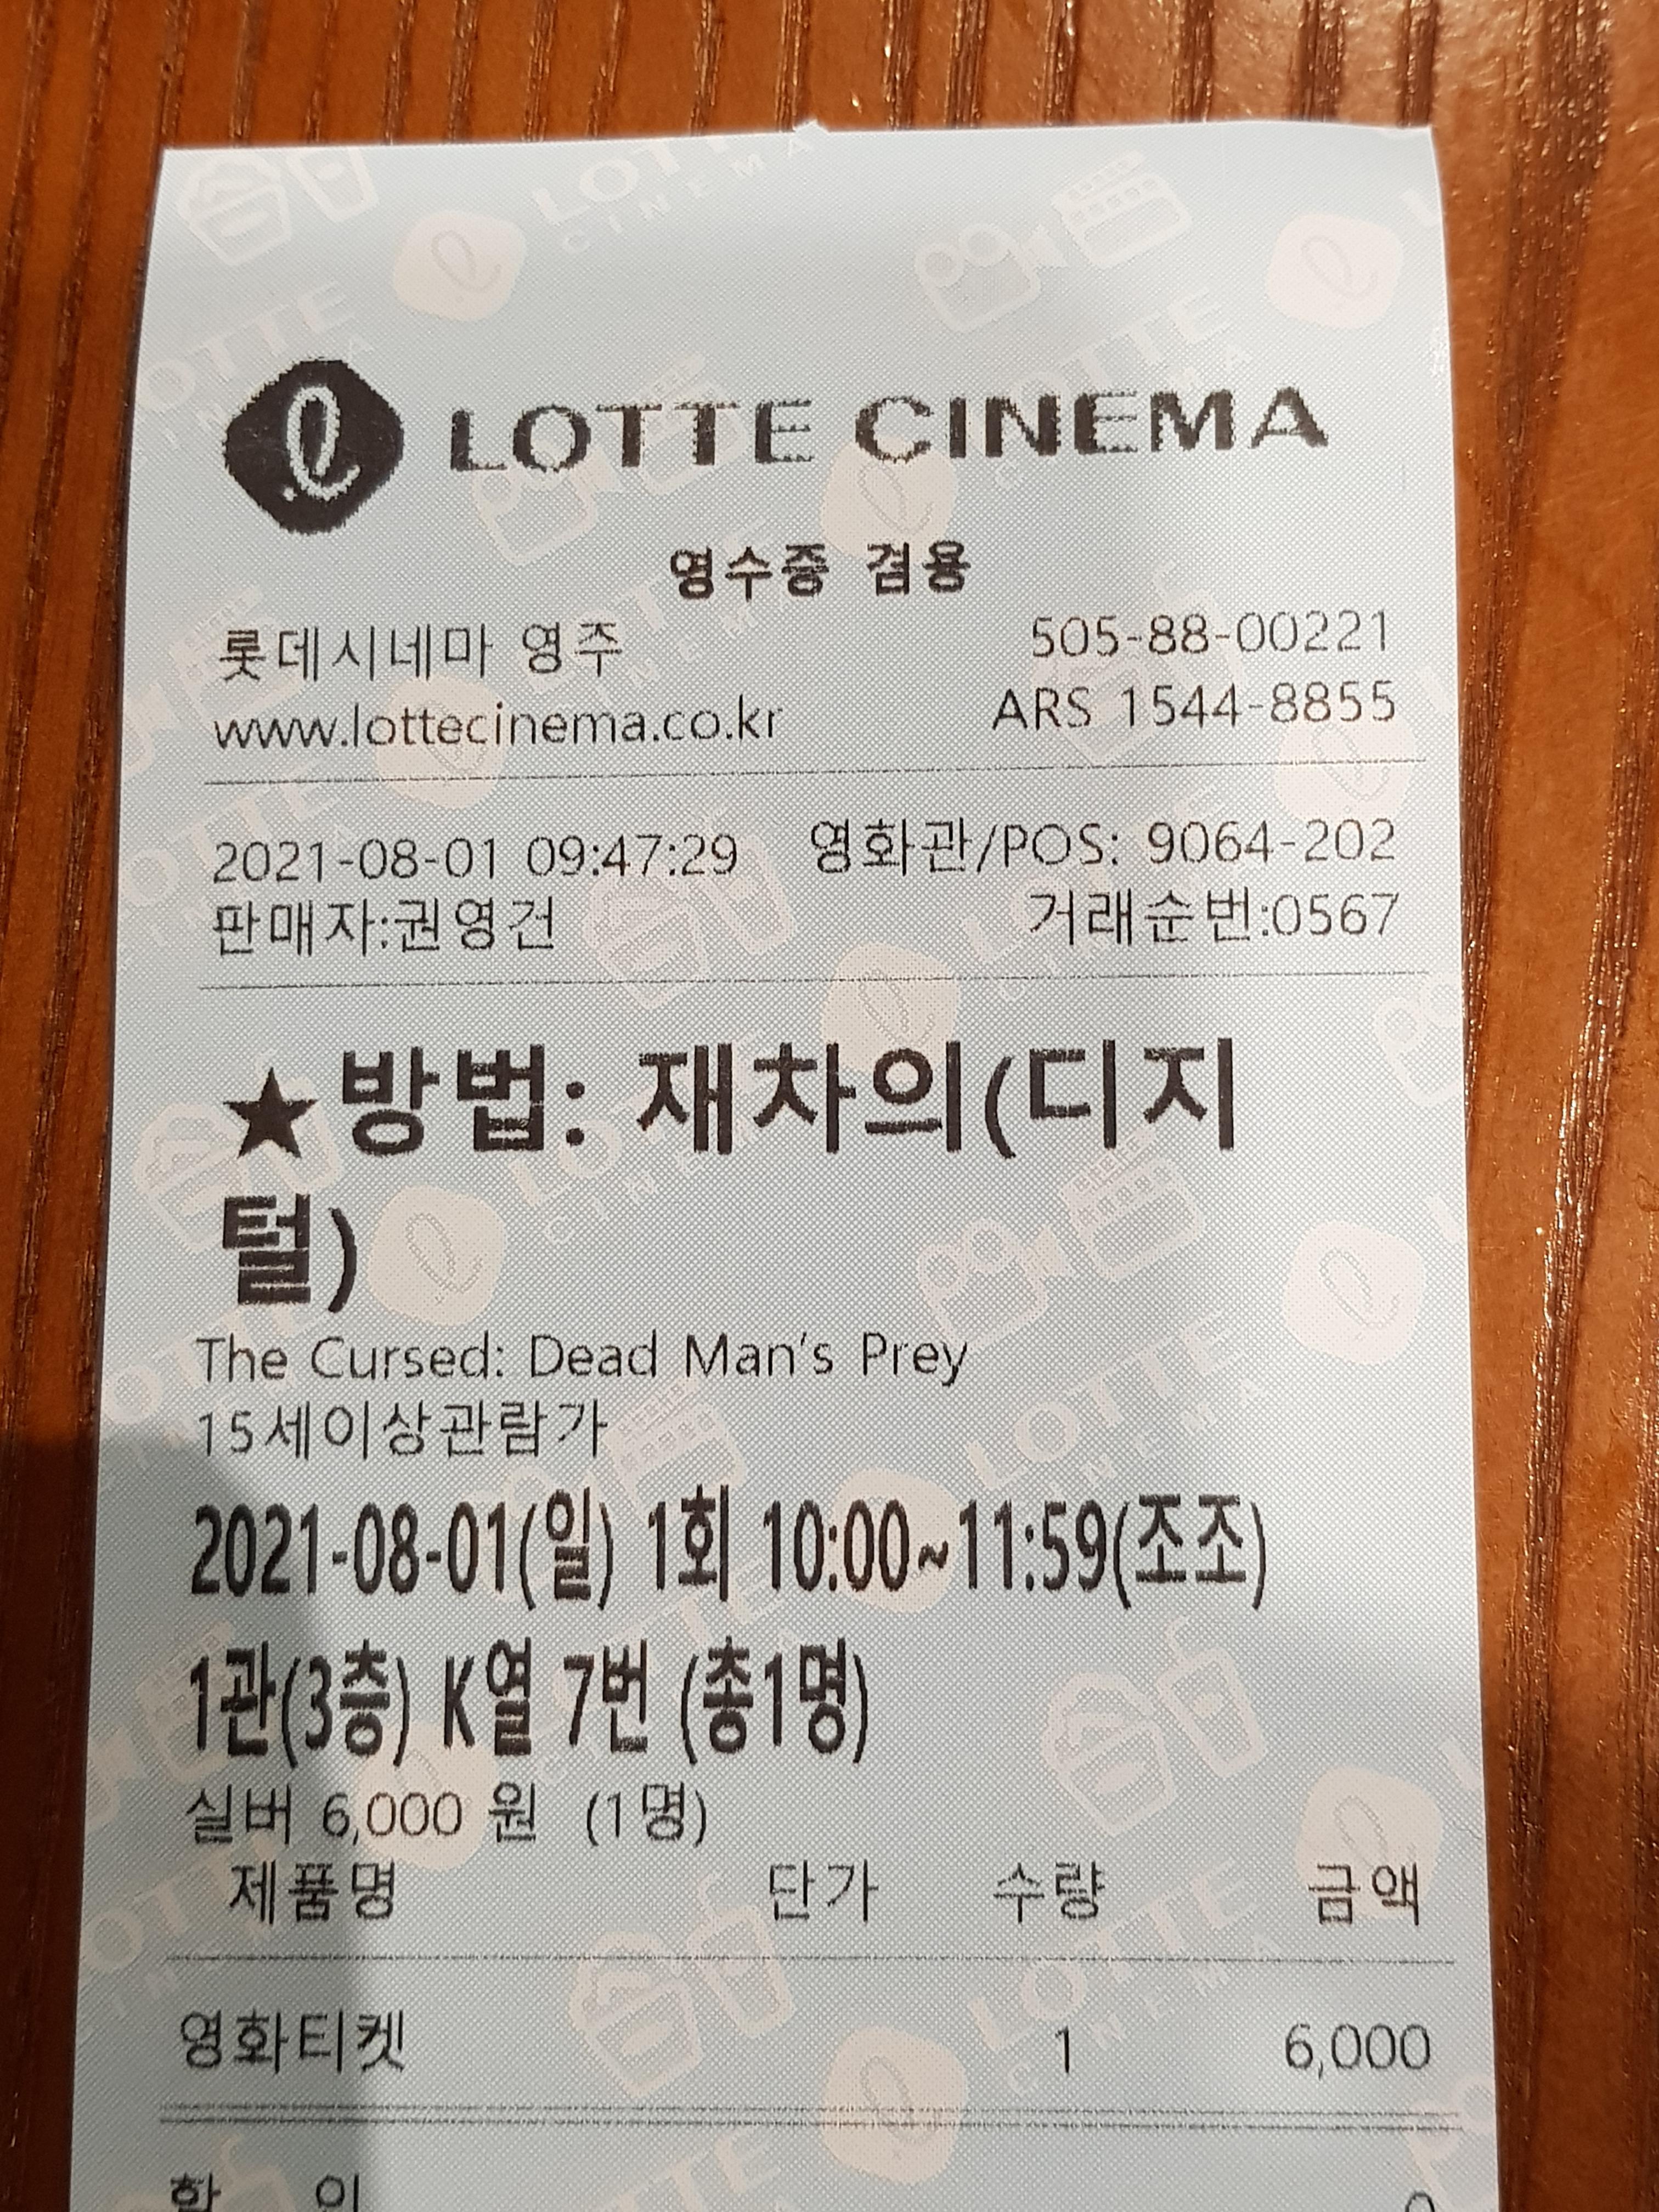 LOTTE CINEMA
영수증 겸용
롯데시네마 영주 505-88-00221
www.lottecinema.co.kr ARS 1544-8855
2021-08-01 09:47:29 영화관/POS: 9064-202
판매자:권영건 거래순번:0567
★방법: 재차의(디지
털)
The Cursed: Dead Man's Prey
15세이상관람가
2021-08-01(일) 1회 10:00~11:59(조조)
1관(3층) K열 7번 (총1명)
실버 6,000 원 (1명)
제품명 단가 수량 금액
영화티켓 1 6,000
할 인 0